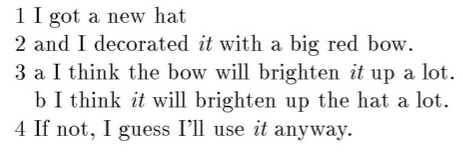 1 I got a new hat
2 and I decorated it with a big red bow.
3 a I think the bow will brighten it up a lot.
b I think it will brighten up the hat a lot.
4 If not, I guess I'll use it anyway.